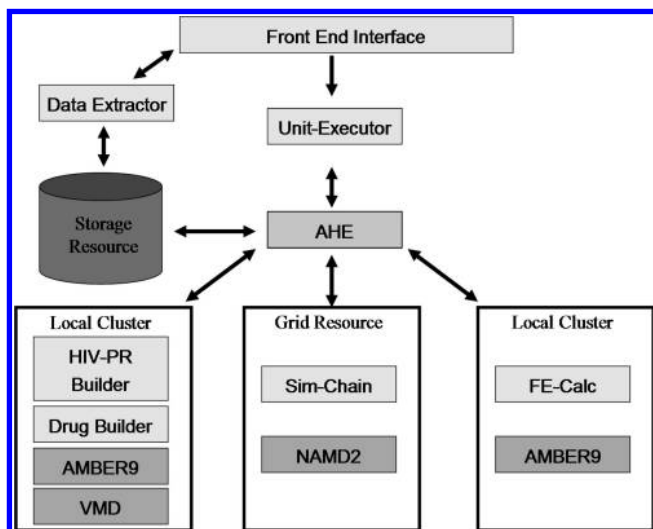 Front End Interface
Data Extractor
Unit-Executor
Storage
Resource
AHE
Local Cluster
HIV-PR
Builder
Drug Builder
AMBER9
VMD
Grid Resource
Sim-Chain
NAMD2
Local Cluster
FE-Calc
AMBER9